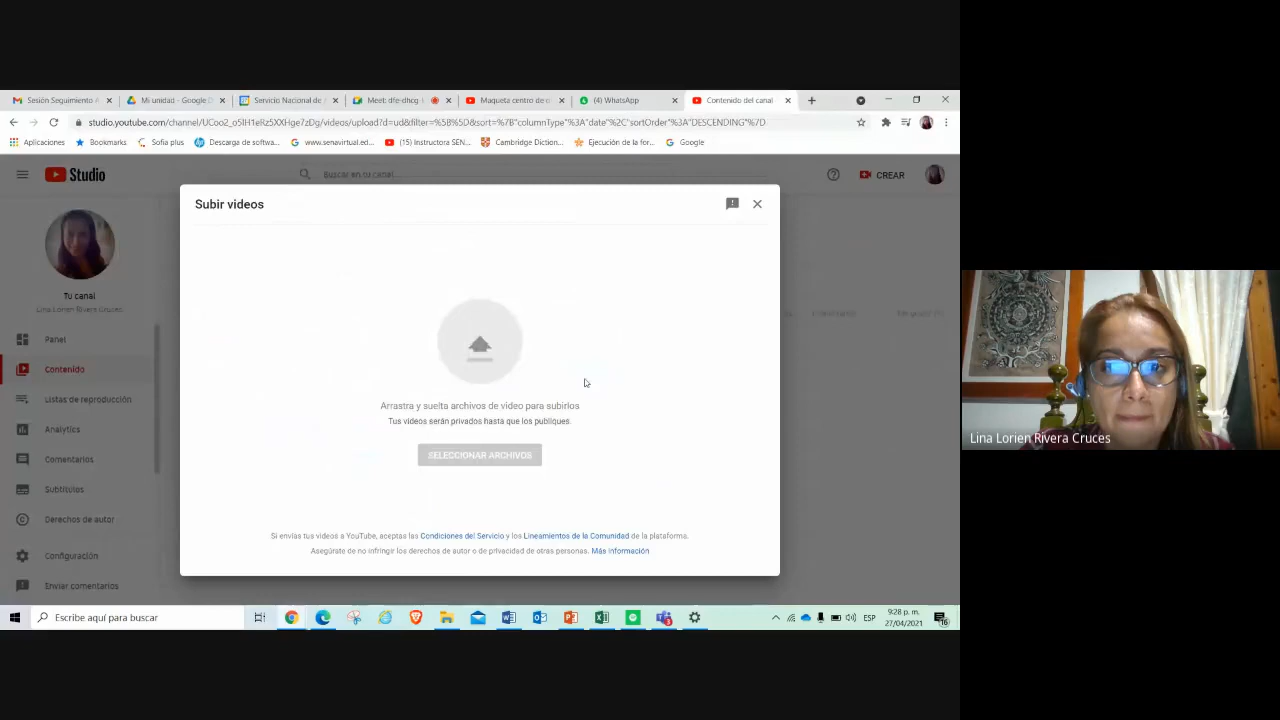 Sesión Seguimiento A
Mi unidad - Google D
Servicio Nacional de A
Meet: dfe-dhcg-
Maqueta centro de c
(4) WhatsApp
Contenido del canal
studio.youtube.com/channel/UCoo2_o5IH1eRz5XXHge7zDg/videos/upload?d=ud&filter=%5B%5D&sort=%7B"columnType"%3A"date"%2C"sortOrder"%3A"DESCENDING"%7D
Aplicaciones
Bookmarks
Sofia plus
Descarga de softwa...
www.senavirtual.ed...
(15) Instructora SEN...
Cambridge Diction...
Ejecución de la for...
Google
Studio
Buscar en tu canal
CREAR
Subir videos
Tu canal
Lina Lorien Rivera Cruces
Panel
Contenido
Listas de reproducción
Analytics
Comentarios
Subtítulos
Derechos de autor
Configuración
Enviar comentarios
Arrastra y suelta archivos de video para subirlos
Tus videos serán privados hasta que los publiques.
SELECCIONAR ARCHIVOS
Si envías tus videos a YouTube, aceptas las Condiciones del Servicio y los Lineamientos de la Comunidad de la plataforma.
Asegúrate de no infringir los derechos de autor o de privacidad de otras personas. Más información
Lina Lorien Rivera Cruces
Escribe aquí para buscar
ESP
9:28 p. m.
27/04/2021
16